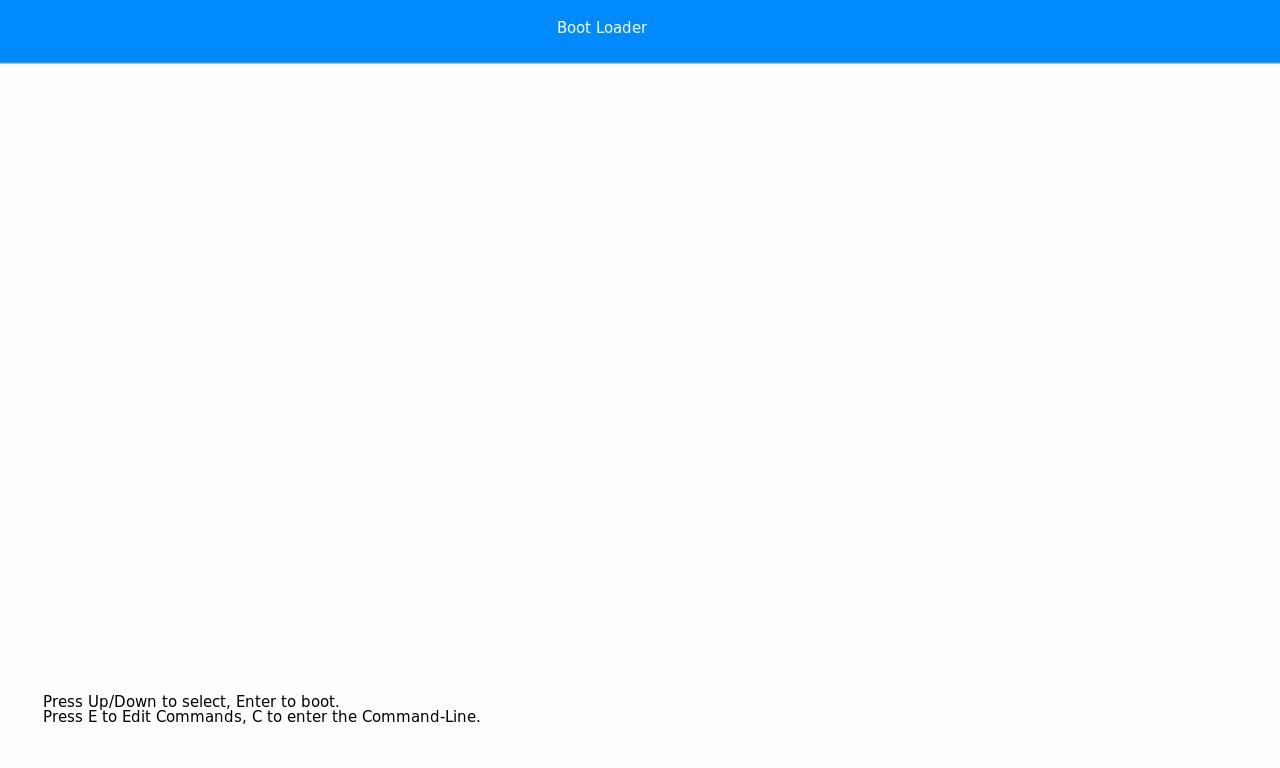 Boot Loader
Press Up/Down to select, Enter to boot.
Press E to Edit Commands, C to enter the Command-Line.